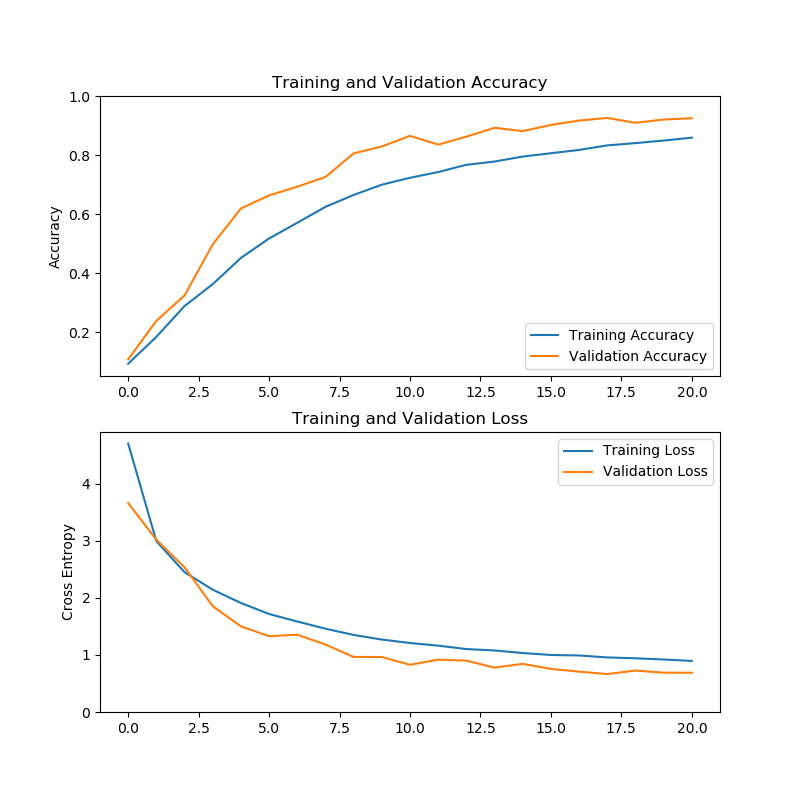 Training and Validation Accuracy
1.0
0.8
0.6
0.4
0.2
Accuracy
Training Accuracy
Validation Accuracy
0.0 2.5 5.0 7.5 10.0 12.5 15.0 17.5 20.0
Training and Validation Loss
4
3
2
1
0
Cross Entropy
Training Loss
Validation Loss
0.0 2.5 5.0 7.5 10.0 12.5 15.0 17.5 20.0